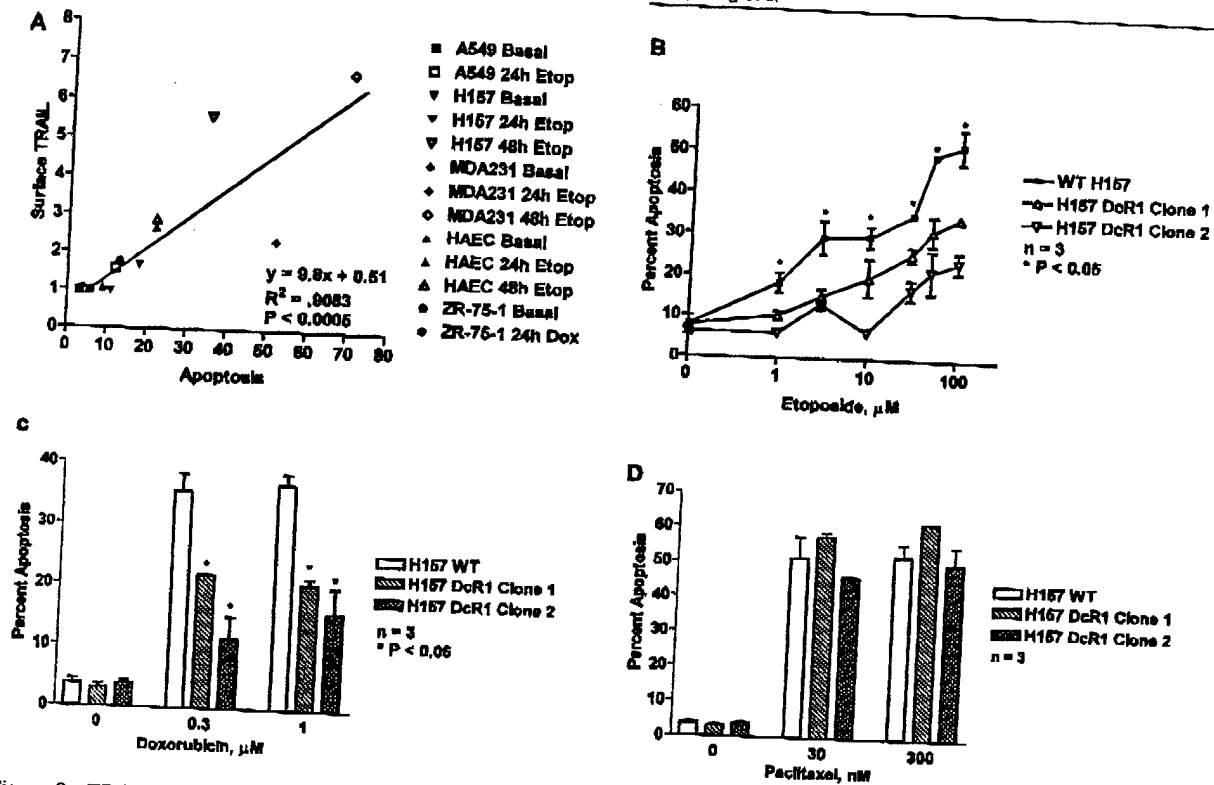 A
8
7
6
5
4
3
2
1
0
Surface TRAIL
0 10 20 30 40 50 60 70 80
Apoptosis
y = 9.8x + 0.51
R² = .9083
P < 0.0005
A549 Basal
A549 24h Etop
H157 Basal
H157 24h Etop
H157 48h Etop
MDA231 Basal
MDA231 24h Etop
MDA231 48h Etop
HAEC Basal
HAEC 24h Etop
HAEC 48h Etop
ZR-75-1 Basal
ZR-75-1 24h Dox
B
60
50
40
30
20
10
0
Percent Apoptosis
* * * * * *
0 1 10 100
Etoposide, µM
WT H157
H157 DcR1 Clone 1
H157 DcR1 Clone 2
n = 3
* P < 0.05
C
40
30
20
10
0
Percent Apoptosis
* * * *
0 0.3 1
Doxorubicin, µM
H157 WT
H157 DcR1 Clone 1
H157 DcR1 Clone 2
n = 3
* P < 0.05
D
70
60
50
40
30
20
10
0
Percent Apoptosis
0 30 300
Paclitaxel, nM
H157 WT
H157 DcR1 Clone 1
H157 DcR1 Clone 2
n = 3